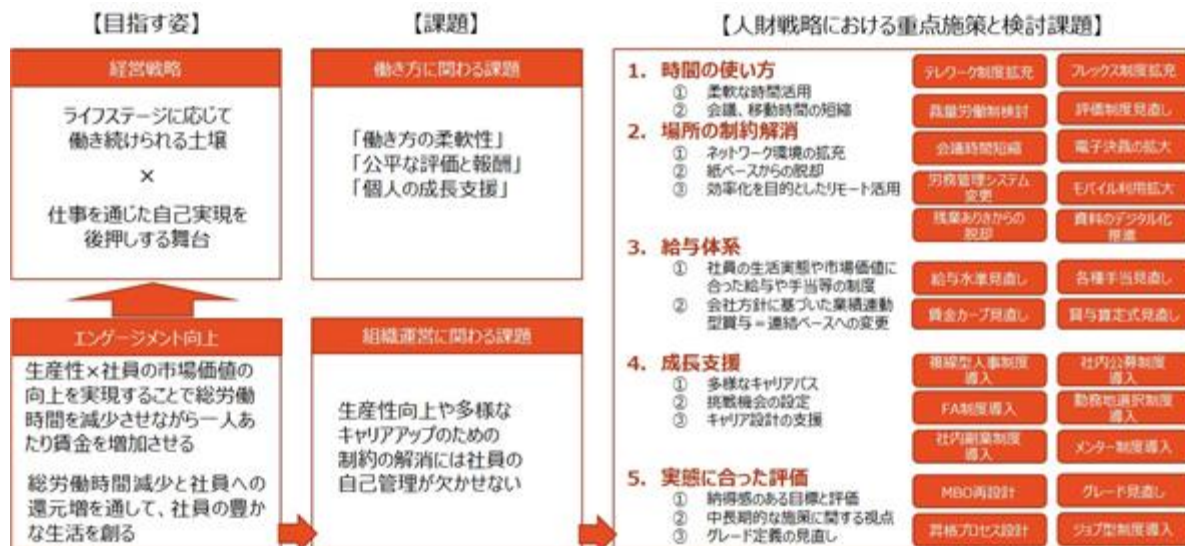 【目指す姿】
経営戦略
ライフステージに応じて
働き続けられる土壌
×
仕事を通じた自己実現を
後押しする舞台
エンゲージメント向上
生産性×社員の市場価値の
向上を実現することで総労働
時間を減少させながら一人あ
たり賃金を増加させる
総労働時間減少と社員への
還元増を通して、社員の豊か
な生活を創る
【課題】
働き方に関わる課題
「働き方の柔軟性」
「公平な評価と報酬」
「個人の成長支援」
組織運営に関わる課題
生産性向上や多様な
キャリアアップのための
制約の解消には社員の
自己管理が欠かせない
【人財戦略における重点施策と検討課題】
1. 時間の使い方
① 柔軟な時間活用
② 会議、移動時間の短縮
2. 場所の制約解消
① ネットワーク環境の拡充
② 紙ベースからの脱却
③ 効率化を目的としたリモート活用
3. 給与体系
① 社員の生活実態や市場価値に
合った給与や手当等の制度
② 会社方針に基づいた業績連動
型賞与＝連結ベースへの変更
4. 成長支援
① 多様なキャリアパス
② 挑戦機会の設定
③ キャリア設計の支援
5. 実態に合った評価
① 納得感のある目標と評価
② 中長期的な施策に関する視点
③ グレード定義の見直し
テレワーク制度拡充
フレックス制度拡充
裁量労働制検討
評価制度見直し
会議時間短縮
電子決裁の拡大
労務管理システム
変更
モバイル利用拡大
残業ありきからの
脱却
資料のデジタル化
推進
給与水準見直し
各種手当見直し
賃金カーブ見直し
賞与算定式見直し
複線型人事制度
導入
社内公募制度
導入
FA制度導入
勤務地選択制度
導入
社内副業制度
導入
メンター制度導入
MBO再設計
グレード見直し
昇格プロセス設計
ジョブ型制度導入